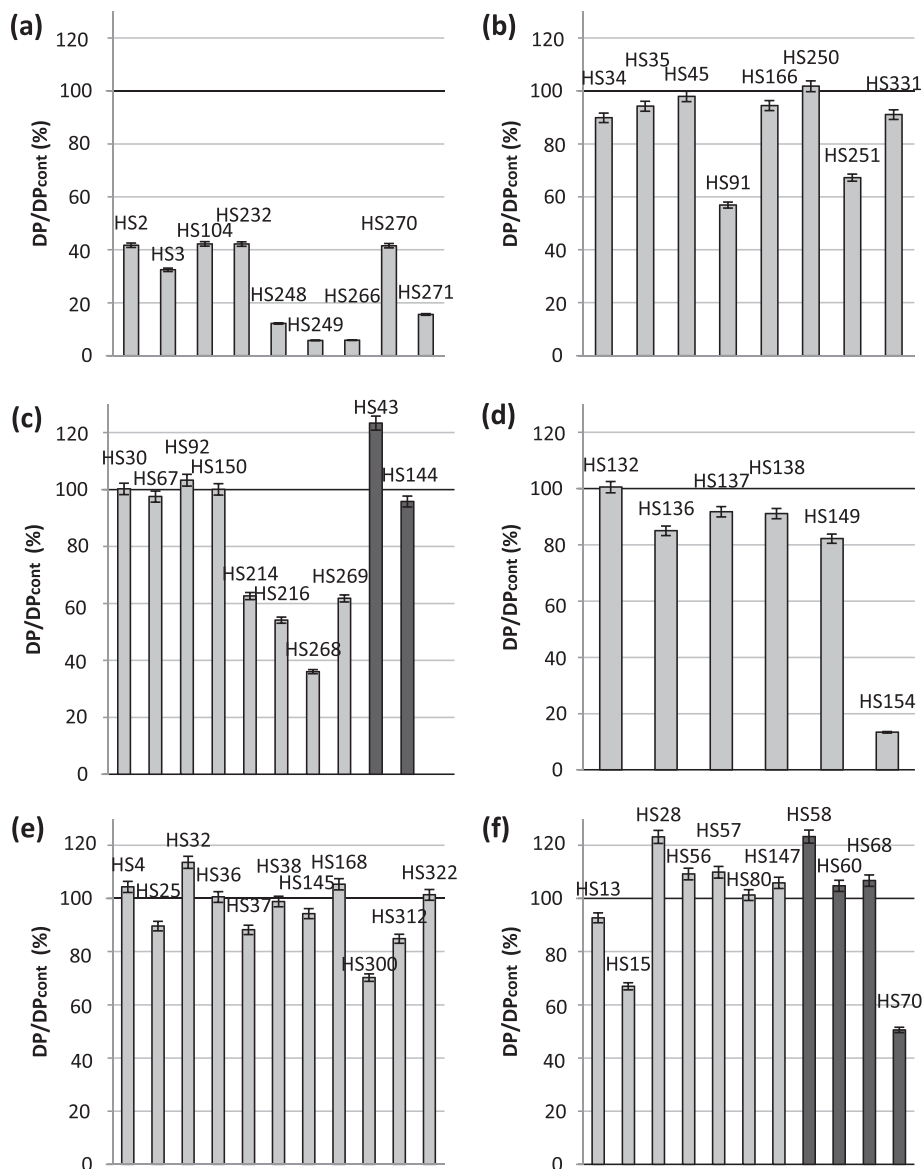 (a)
120
100
80
60
40
20
0
DP/DPcont (%)
HS2
HS3
HS104
HS232
HS248
HS249
HS266
HS270
HS271
(b)
120
100
80
60
40
20
0
DP/DPcont (%)
HS34
HS35
HS45
HS91
HS166
HS250
HS251
HS331
(c)
120
100
80
60
40
20
0
DP/DPcont (%)
HS30
HS67
HS92
HS150
HS214
HS216
HS268
HS269
HS43
HS144
(d)
120
100
80
60
40
20
0
DP/DPcont (%)
HS132
HS136
HS137
HS138
HS149
HS154
(e)
120
100
80
60
40
20
0
DP/DPcont (%)
HS4
HS25
HS32
HS36
HS37
HS38
HS145
HS168
HS300
HS312
HS322
(f)
120
100
80
60
40
20
0
DP/DPcont (%)
HS13
HS15
HS28
HS56
HS57
HS80
HS147
HS58
HS60
HS68
HS70